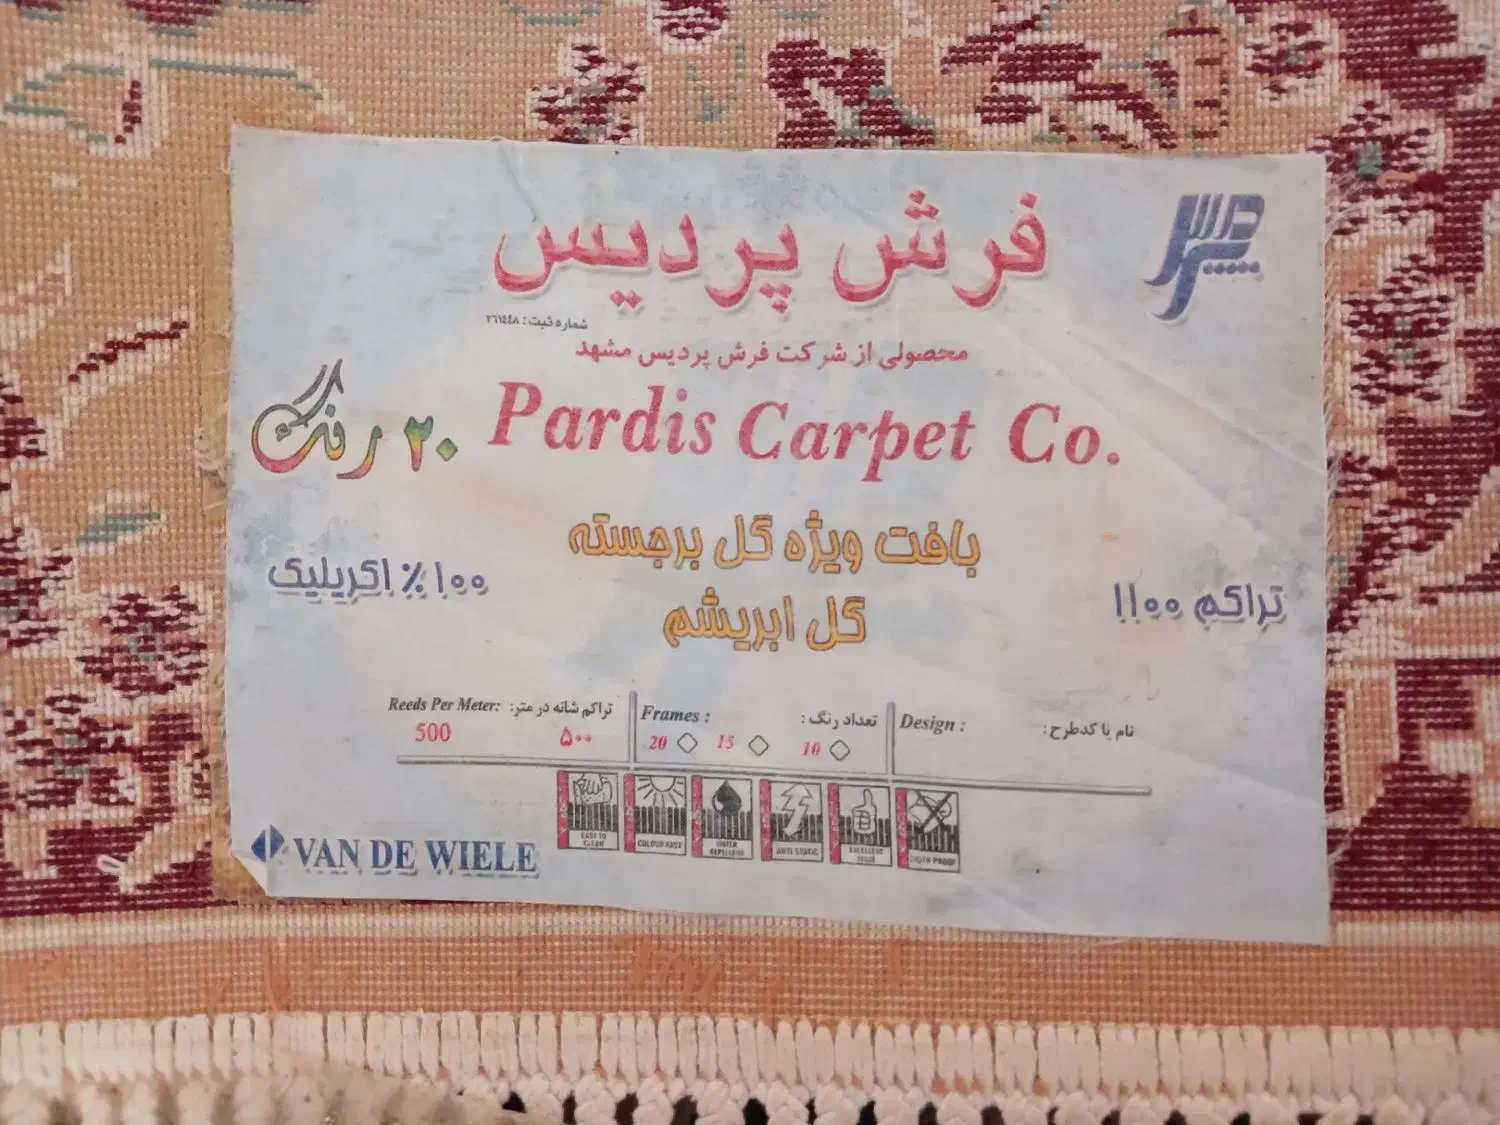 فرش پردیس
شماره ثبت: ۲۶۱۴۴۸
محصولی از شرکت فرش پردیس مشهد
۲۰ رنگ
Pardis Carpet Co.
بافت ویژه گل برجسته
گل ابریشم
۱۰۰٪ اکریلیک
تراکم ۱۱۰۰
Reeds Per Meter: تراکم شانه در متر:
500 ۵۰۰
Frames : تعداد رنگ :
20 15 10
Design : نام یا کد طرح :
EASY TO CLEAN
COLOUR FAST
WATER REPELLENT
ANTI STATIC
EXCELLENT VALUE
PROOF
VAN DE WIELE